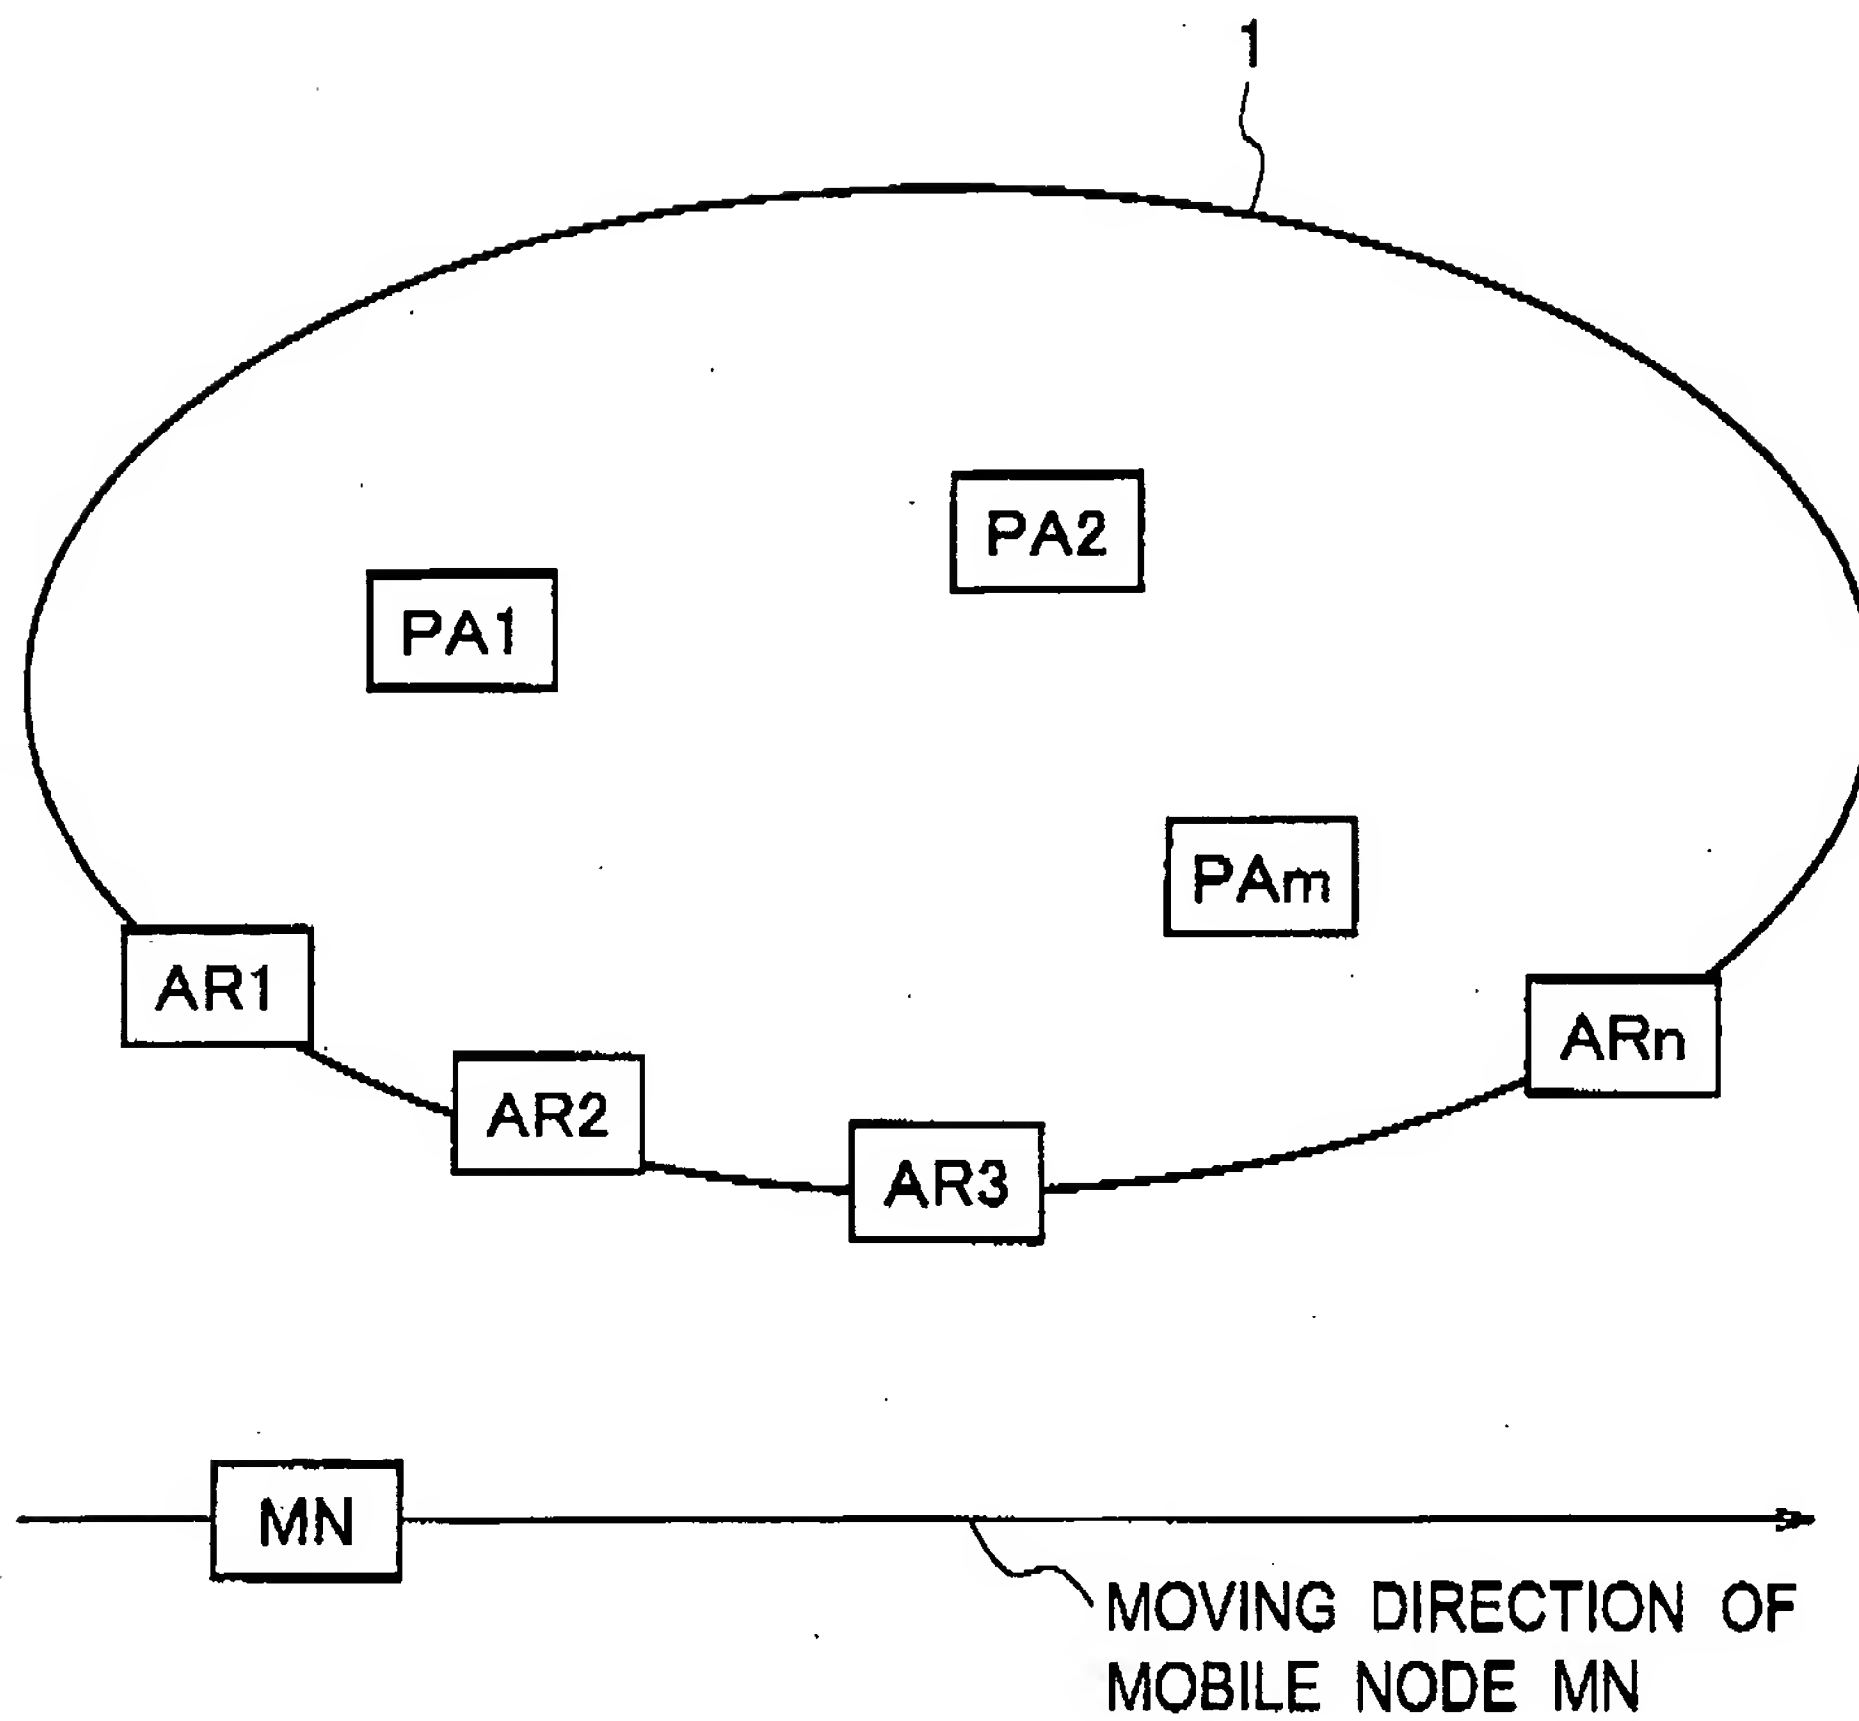 1
PA2
PA1
PAm
AR1
ARn
AR2
AR3
MN
MOVING DIRECTION OF
MOBILE NODE MN